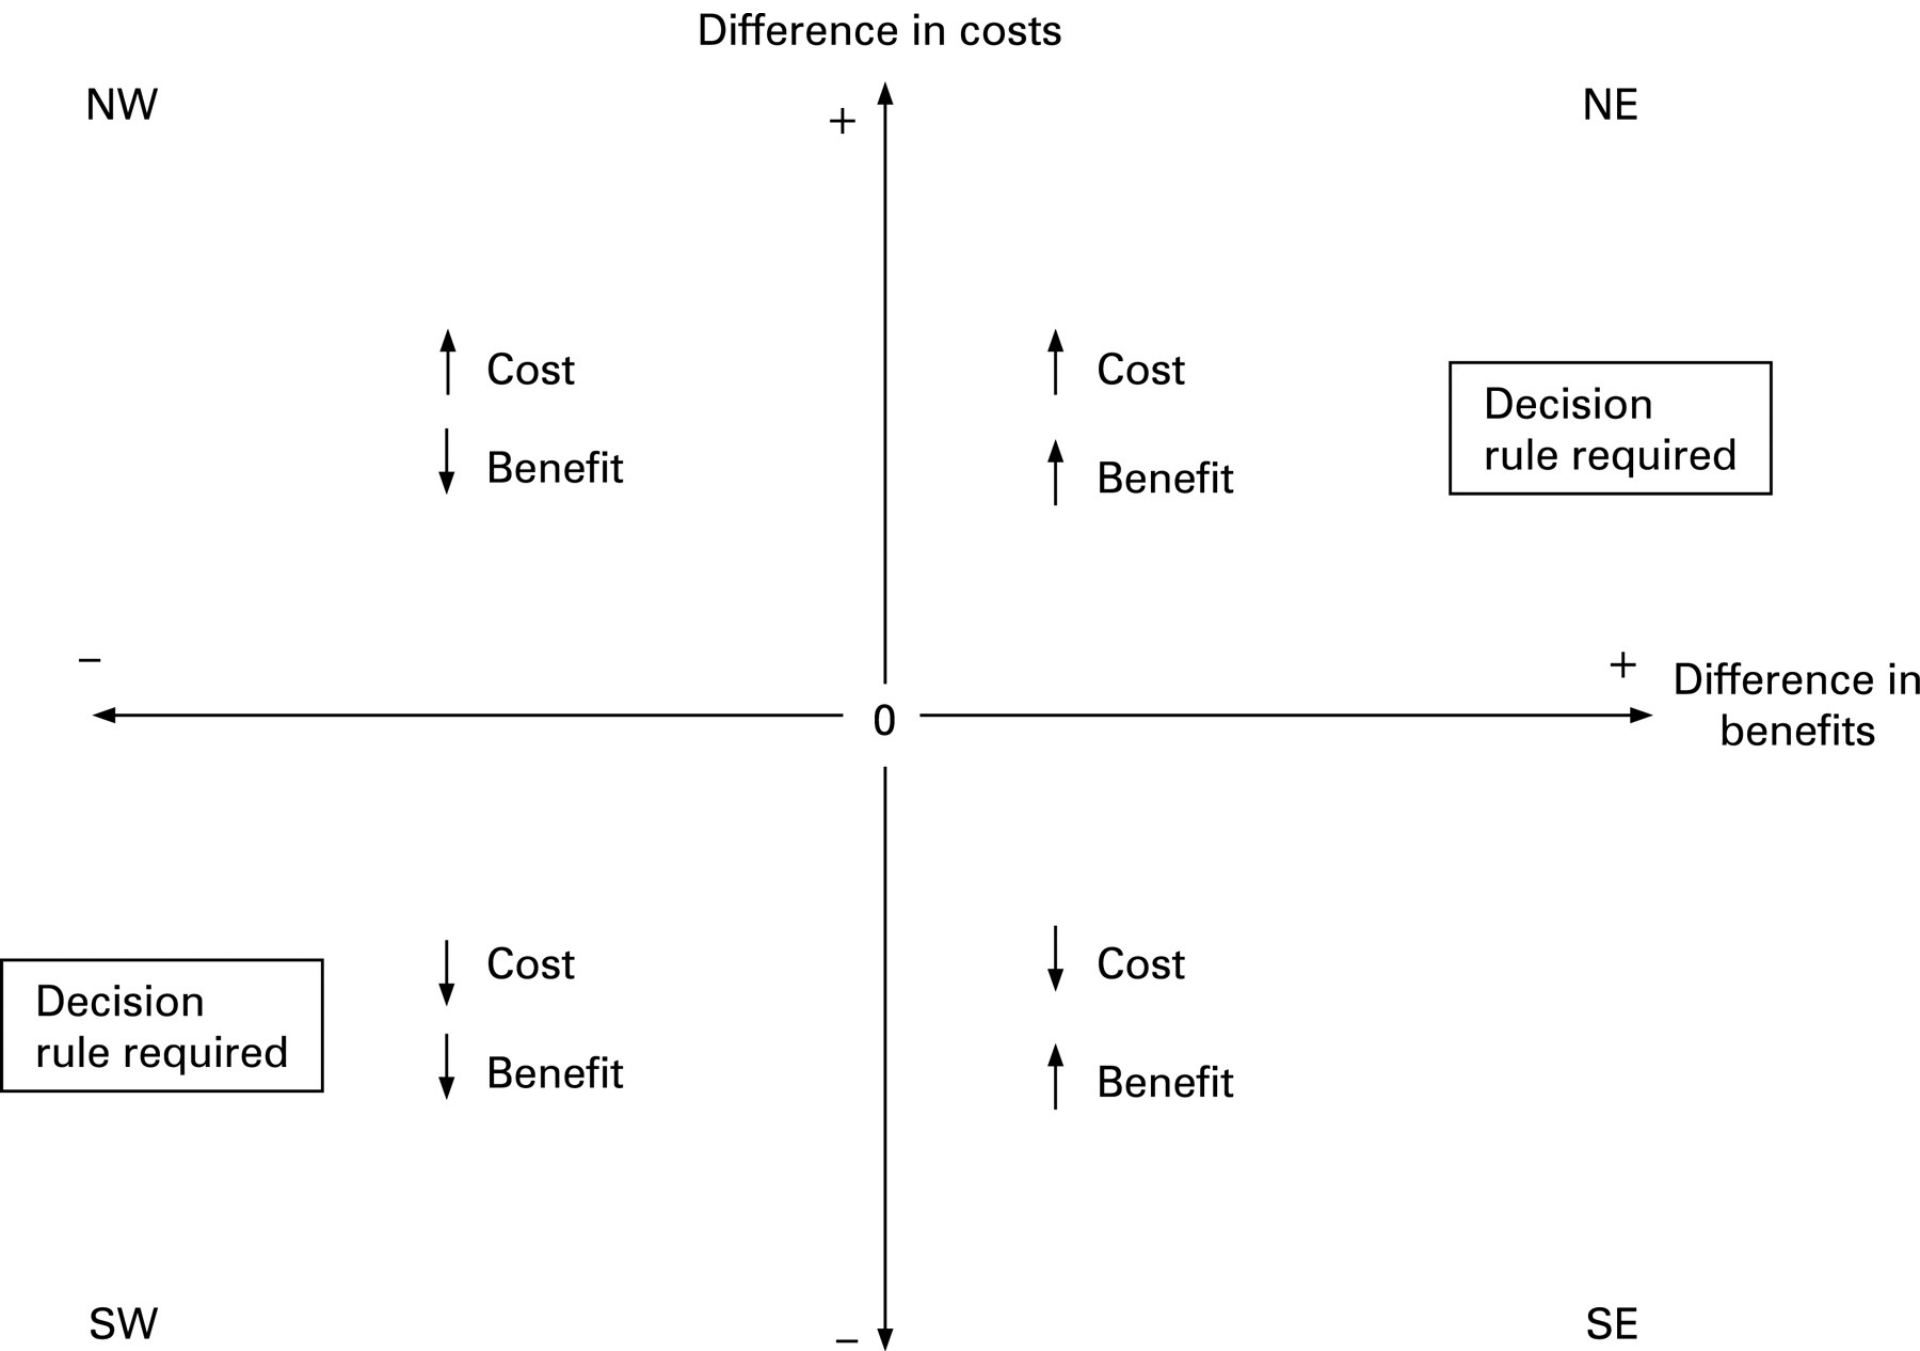 Difference in costs
NW
+
NE
Cost
Benefit
Cost
Benefit
Decision
rule required
–
0
+
Difference in
benefits
Decision
rule required
Cost
Benefit
Cost
Benefit
SW
–
SE